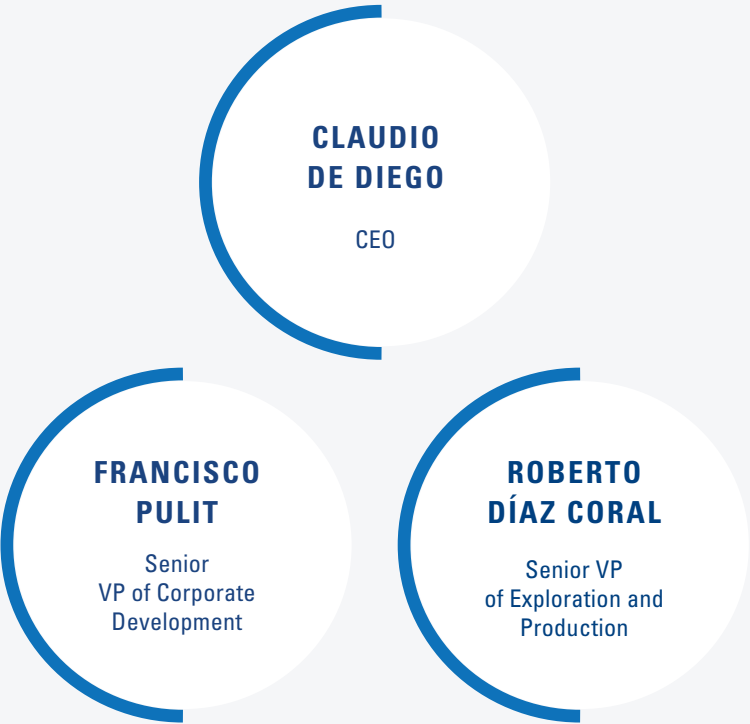 CLAUDIO
DE DIEGO
CEO
FRANCISCO
PULIT
Senior
VP of Corporate
Development
ROBERTO
DÍAZ CORAL
Senior VP
of Exploration and
Production